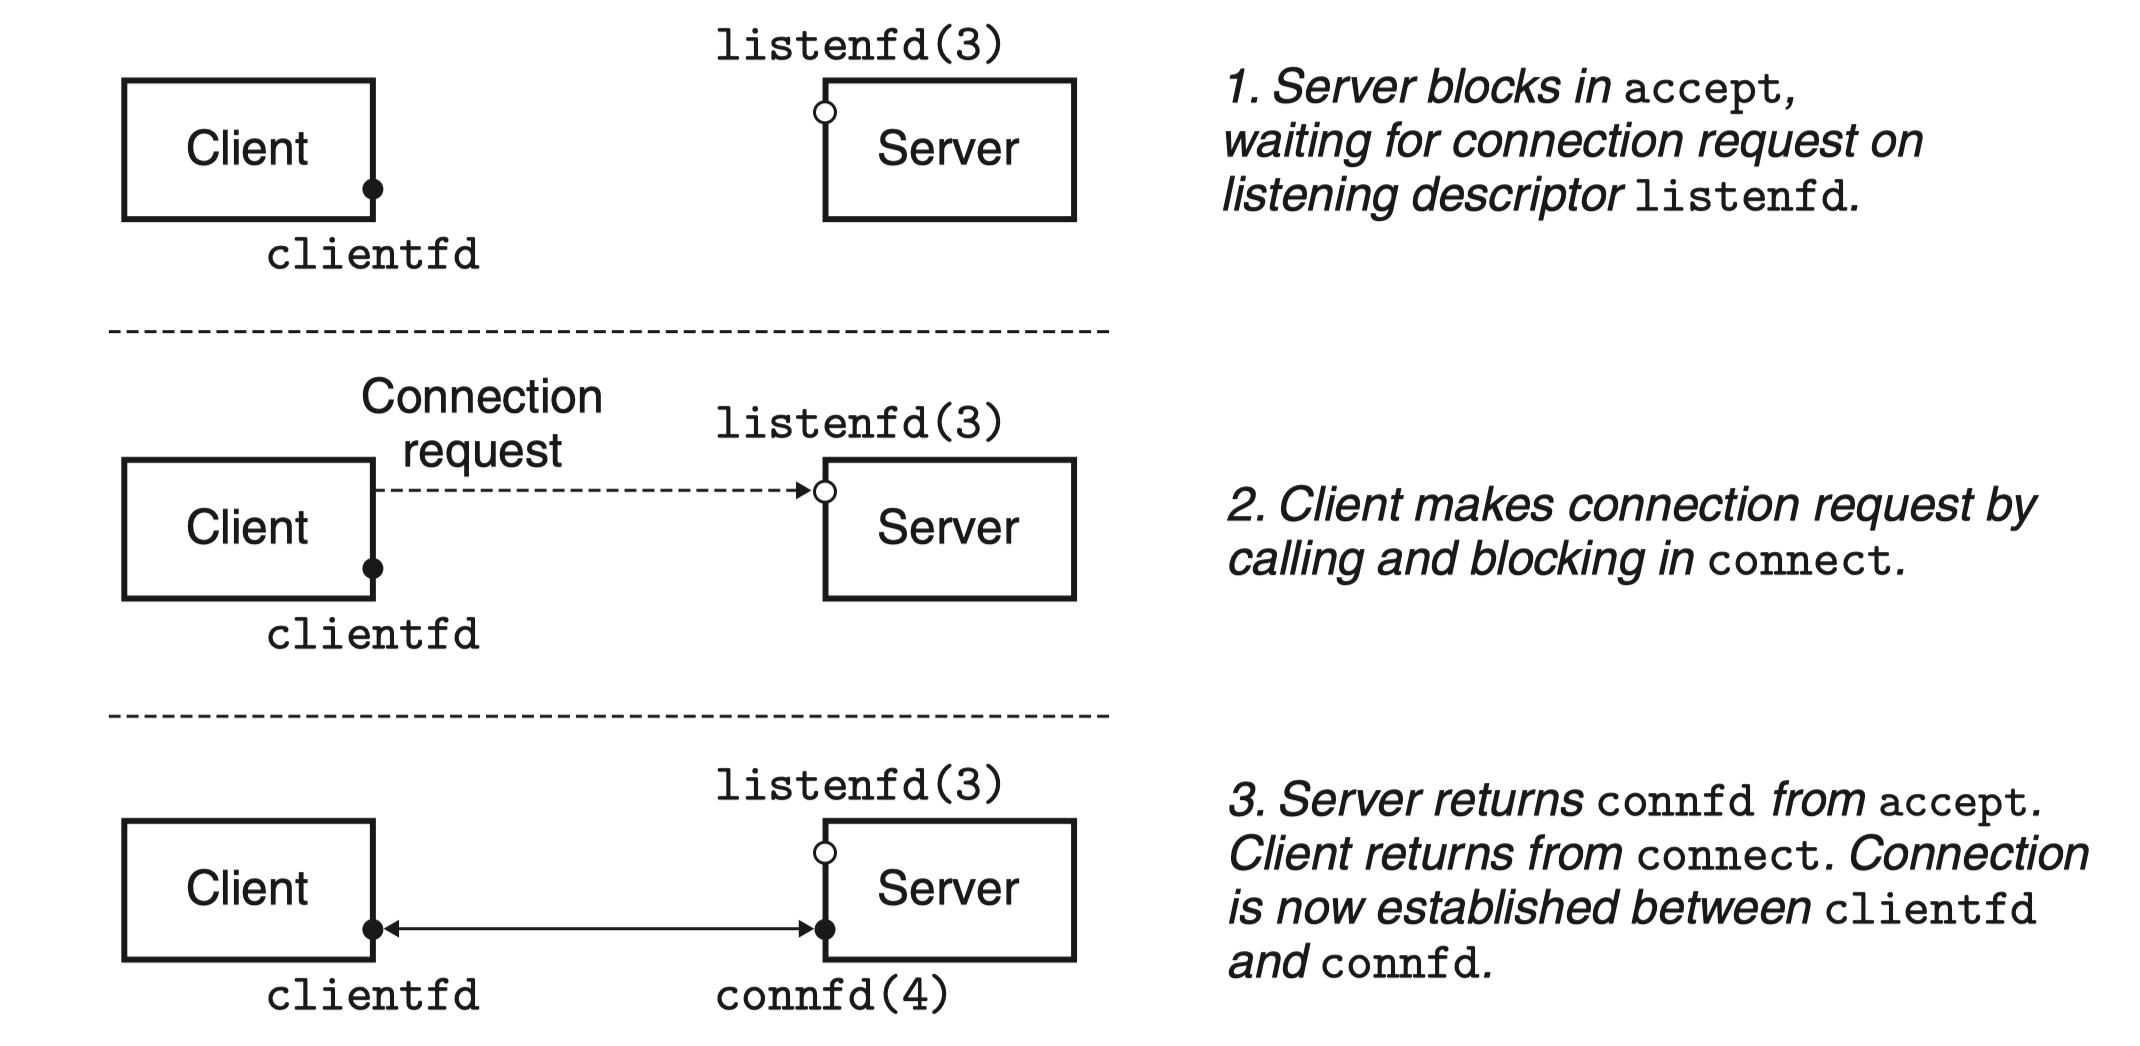 listenfd(3)
Client
Server
clientfd
1. Server blocks in accept,
waiting for connection request on
listening descriptor listenfd.
Connection
request
listenfd(3)
Client
Server
clientfd
2. Client makes connection request by
calling and blocking in connect.
listenfd(3)
Client
Server
clientfd
connfd(4)
3. Server returns connfd from accept.
Client returns from connect. Connection
is now established between clientfd
and connfd.